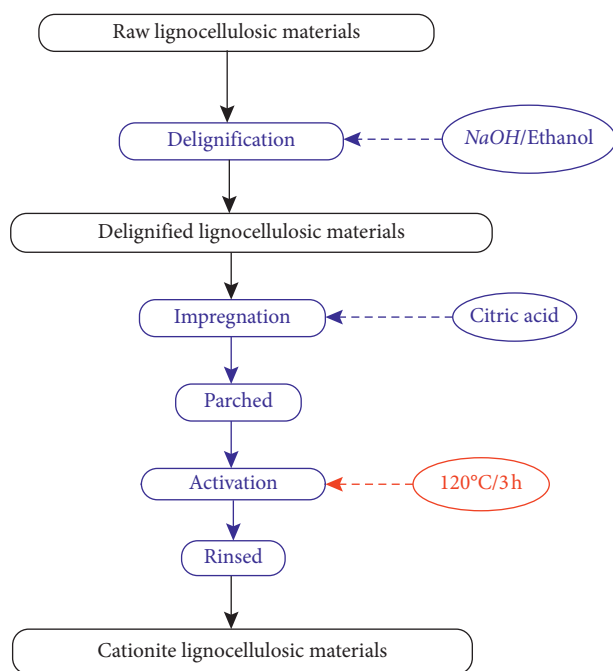 Raw lignocellulosic materials
Delignification
NaOH/Ethanol
Delignified lignocellulosic materials
Impregnation
Citric acid
Parched
Activation
120°C/3 h
Rinsed
Cationite lignocellulosic materials